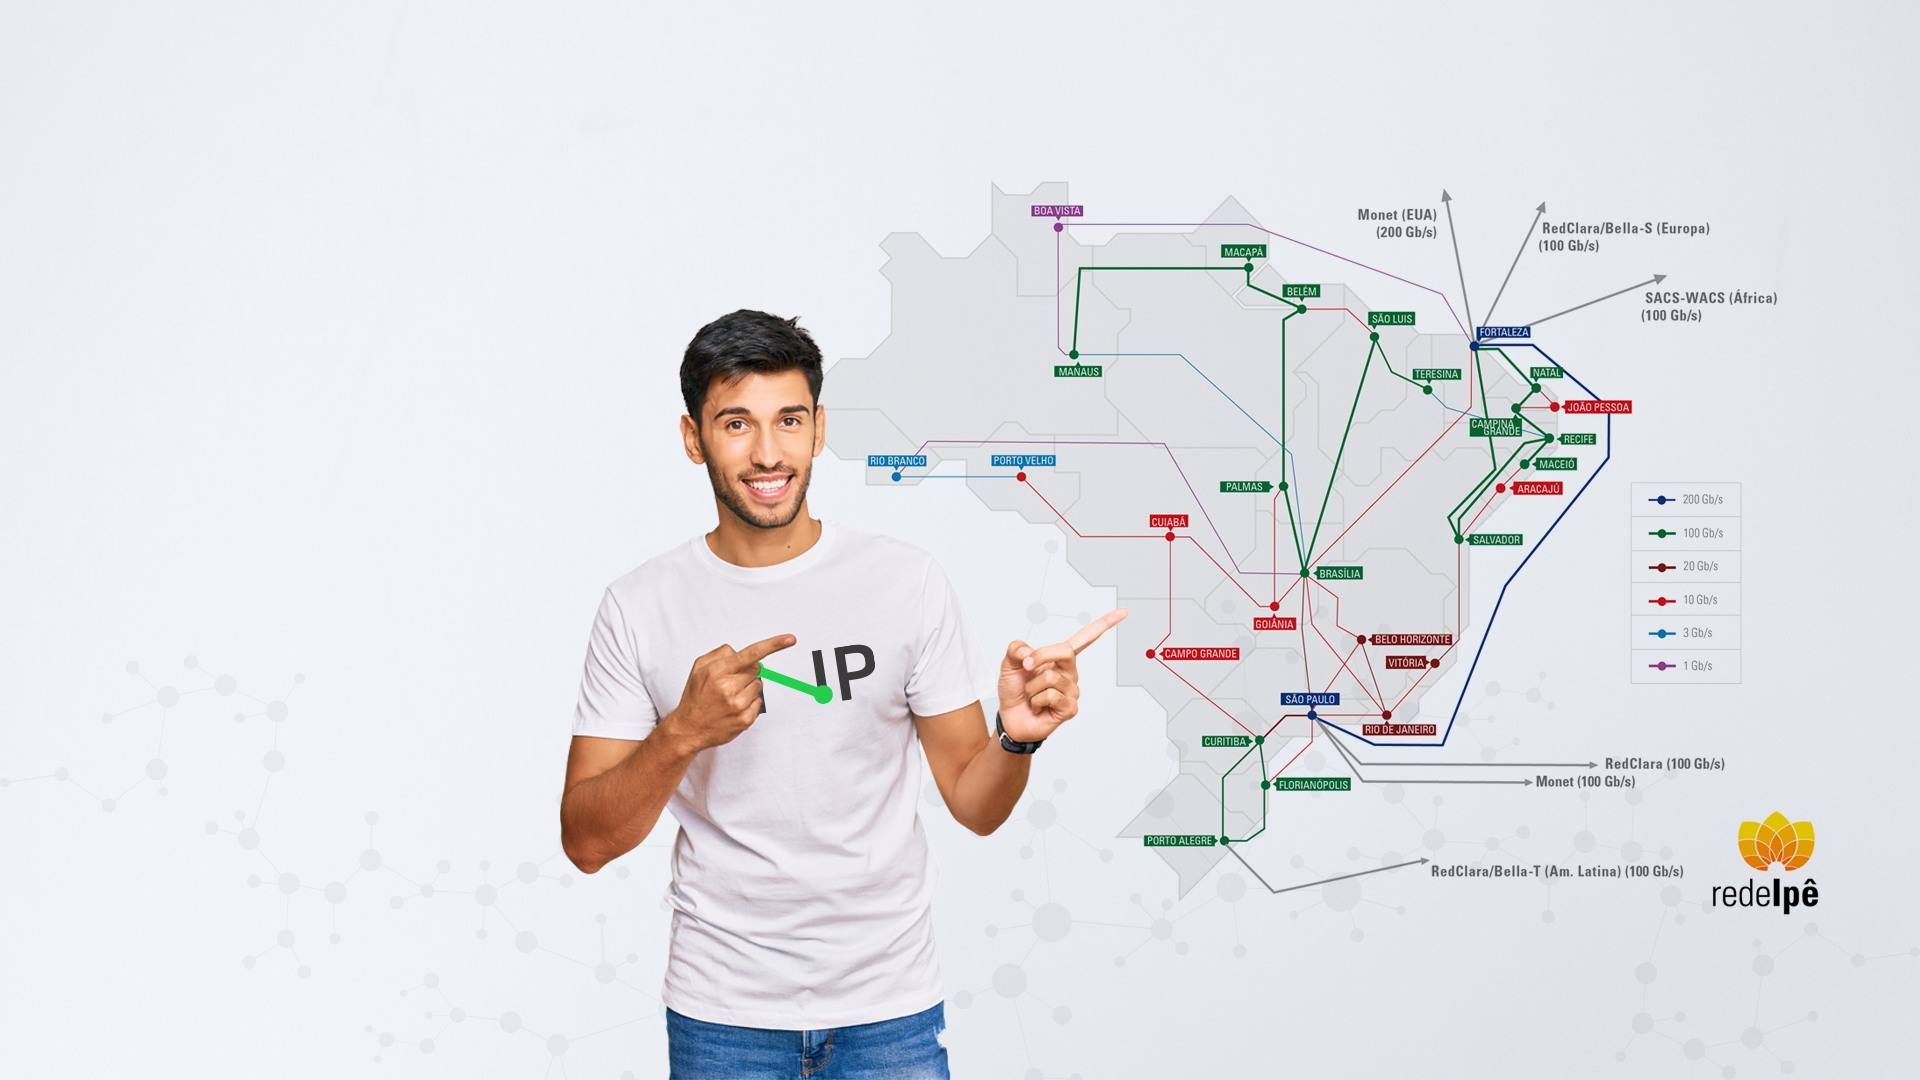 BOA VISTA
Monet (EUA)
(200 Gb/s)
RedClara/Bella-S (Europa)
(100 Gb/s)
MACAPÁ
BELÉM
SACS-WACS (África)
(100 Gb/s)
SÃO LUIS
FORTALEZA
MANAUS
TERESINA
NATAL
JOÃO PESSOA
CAMPINA
GRANDE
RECIFE
RIO BRANCO
PORTO VELHO
MACEIÓ
PALMAS
ARACAJÚ
CUIABÁ
SALVADOR
BRASÍLIA
GOIÂNIA
BELO HORIZONTE
CAMPO GRANDE
VITÓRIA
SÃO PAULO
RIO DE JANEIRO
CURITIBA
FLORIANÓPOLIS
PORTO ALEGRE
200 Gb/s
100 Gb/s
20 Gb/s
10 Gb/s
3 Gb/s
1 Gb/s
IP
RedClara (100 Gb/s)
Monet (100 Gb/s)
RedClara/Bella-T (Am. Latina) (100 Gb/s)
redeIpê